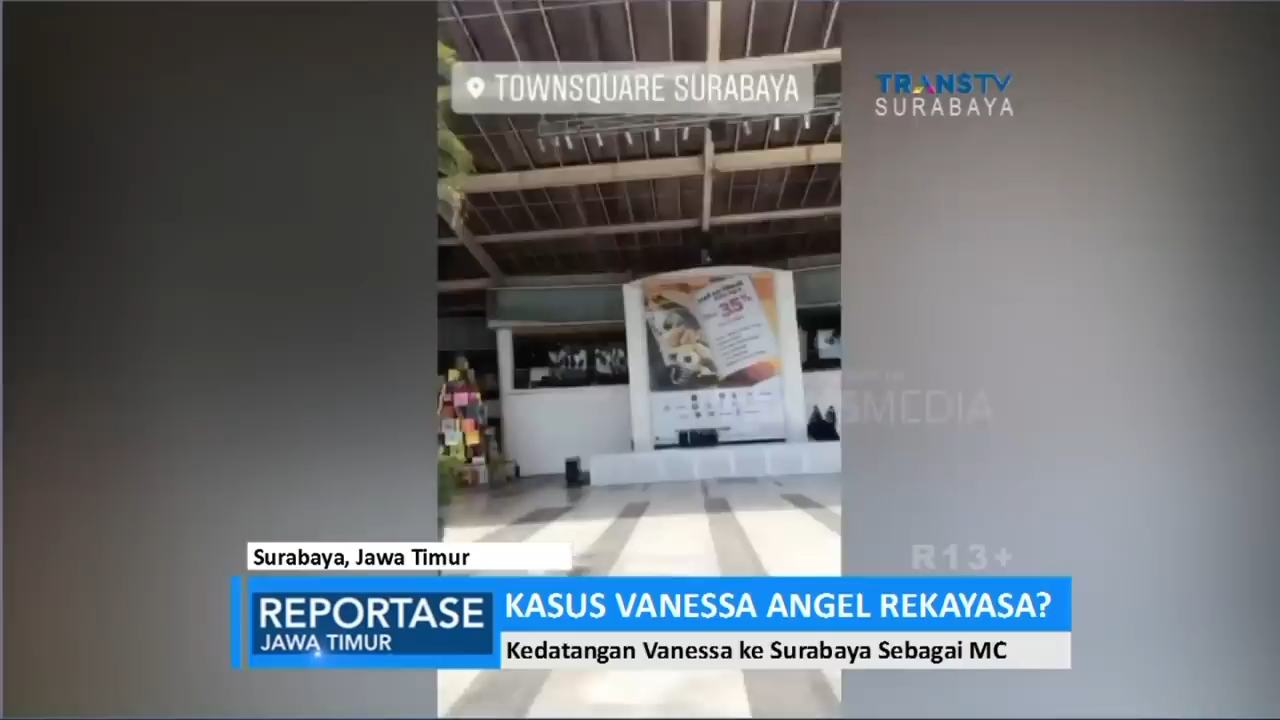 TOWNSQUARE SURABAYA
TRANSTV
SURABAYA
35%
R13+
Surabaya, Jawa Timur
REPORTASE
JAWA TIMUR
KASUS VANESSA ANGEL REKAYASA?
Kedatangan Vanessa ke Surabaya Sebagai MC